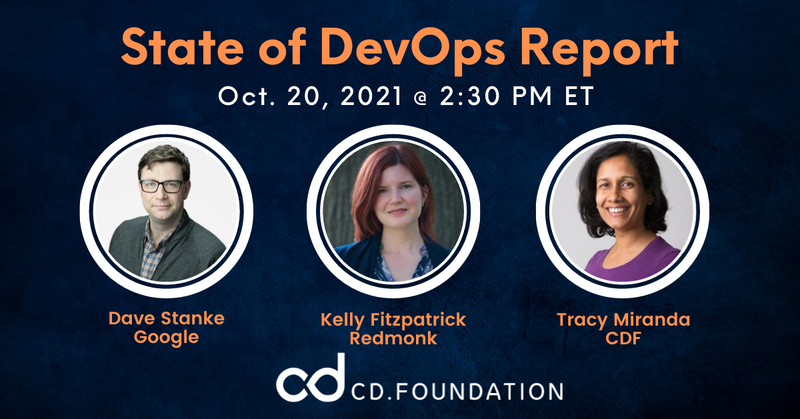 State of DevOps Report
Oct. 20, 2021 @ 2:30 PM ET
Dave Stanke
Google
Kelly Fitzpatrick
Redmonk
Tracy Miranda
CDF
cd CD.FOUNDATION